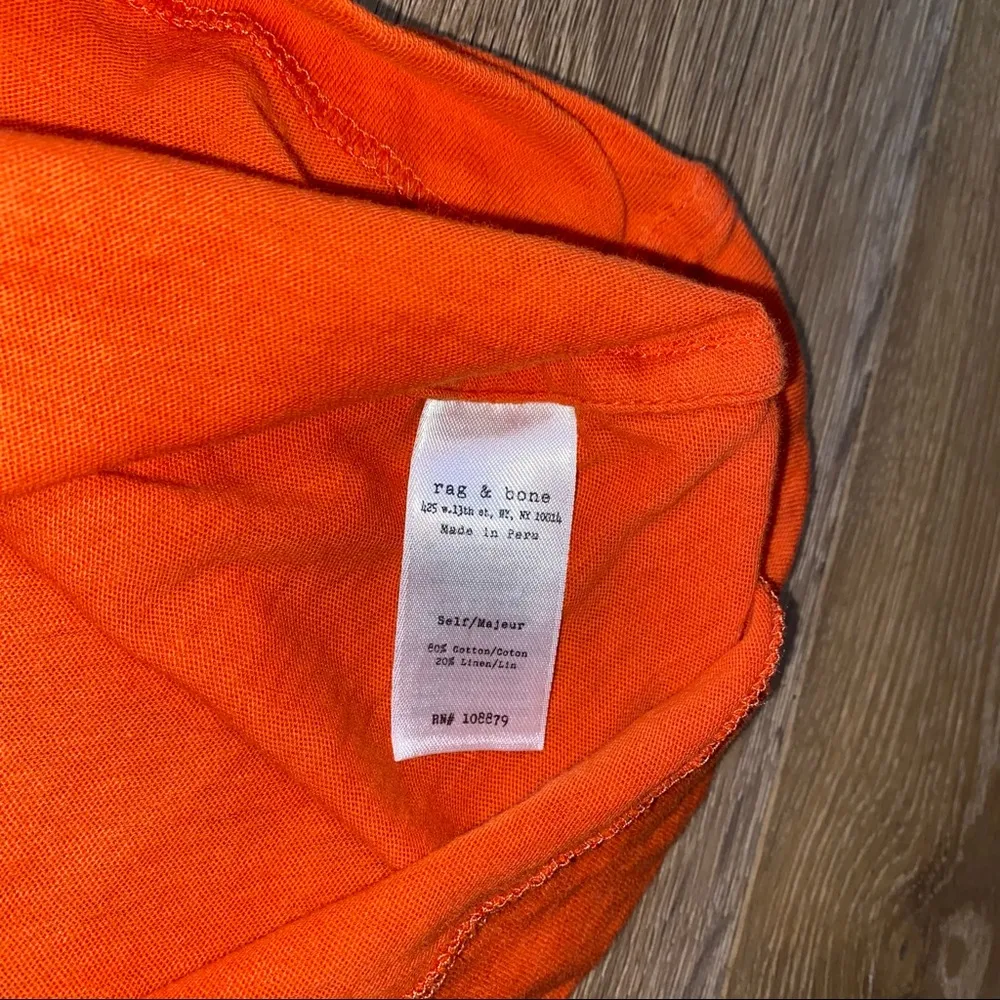 rag & bone
425 w.13th st, NY, NY 10014
Made in Peru
Self/Majeur
80% Cotton/Coton
20% Linen/Lin
RN# 108879